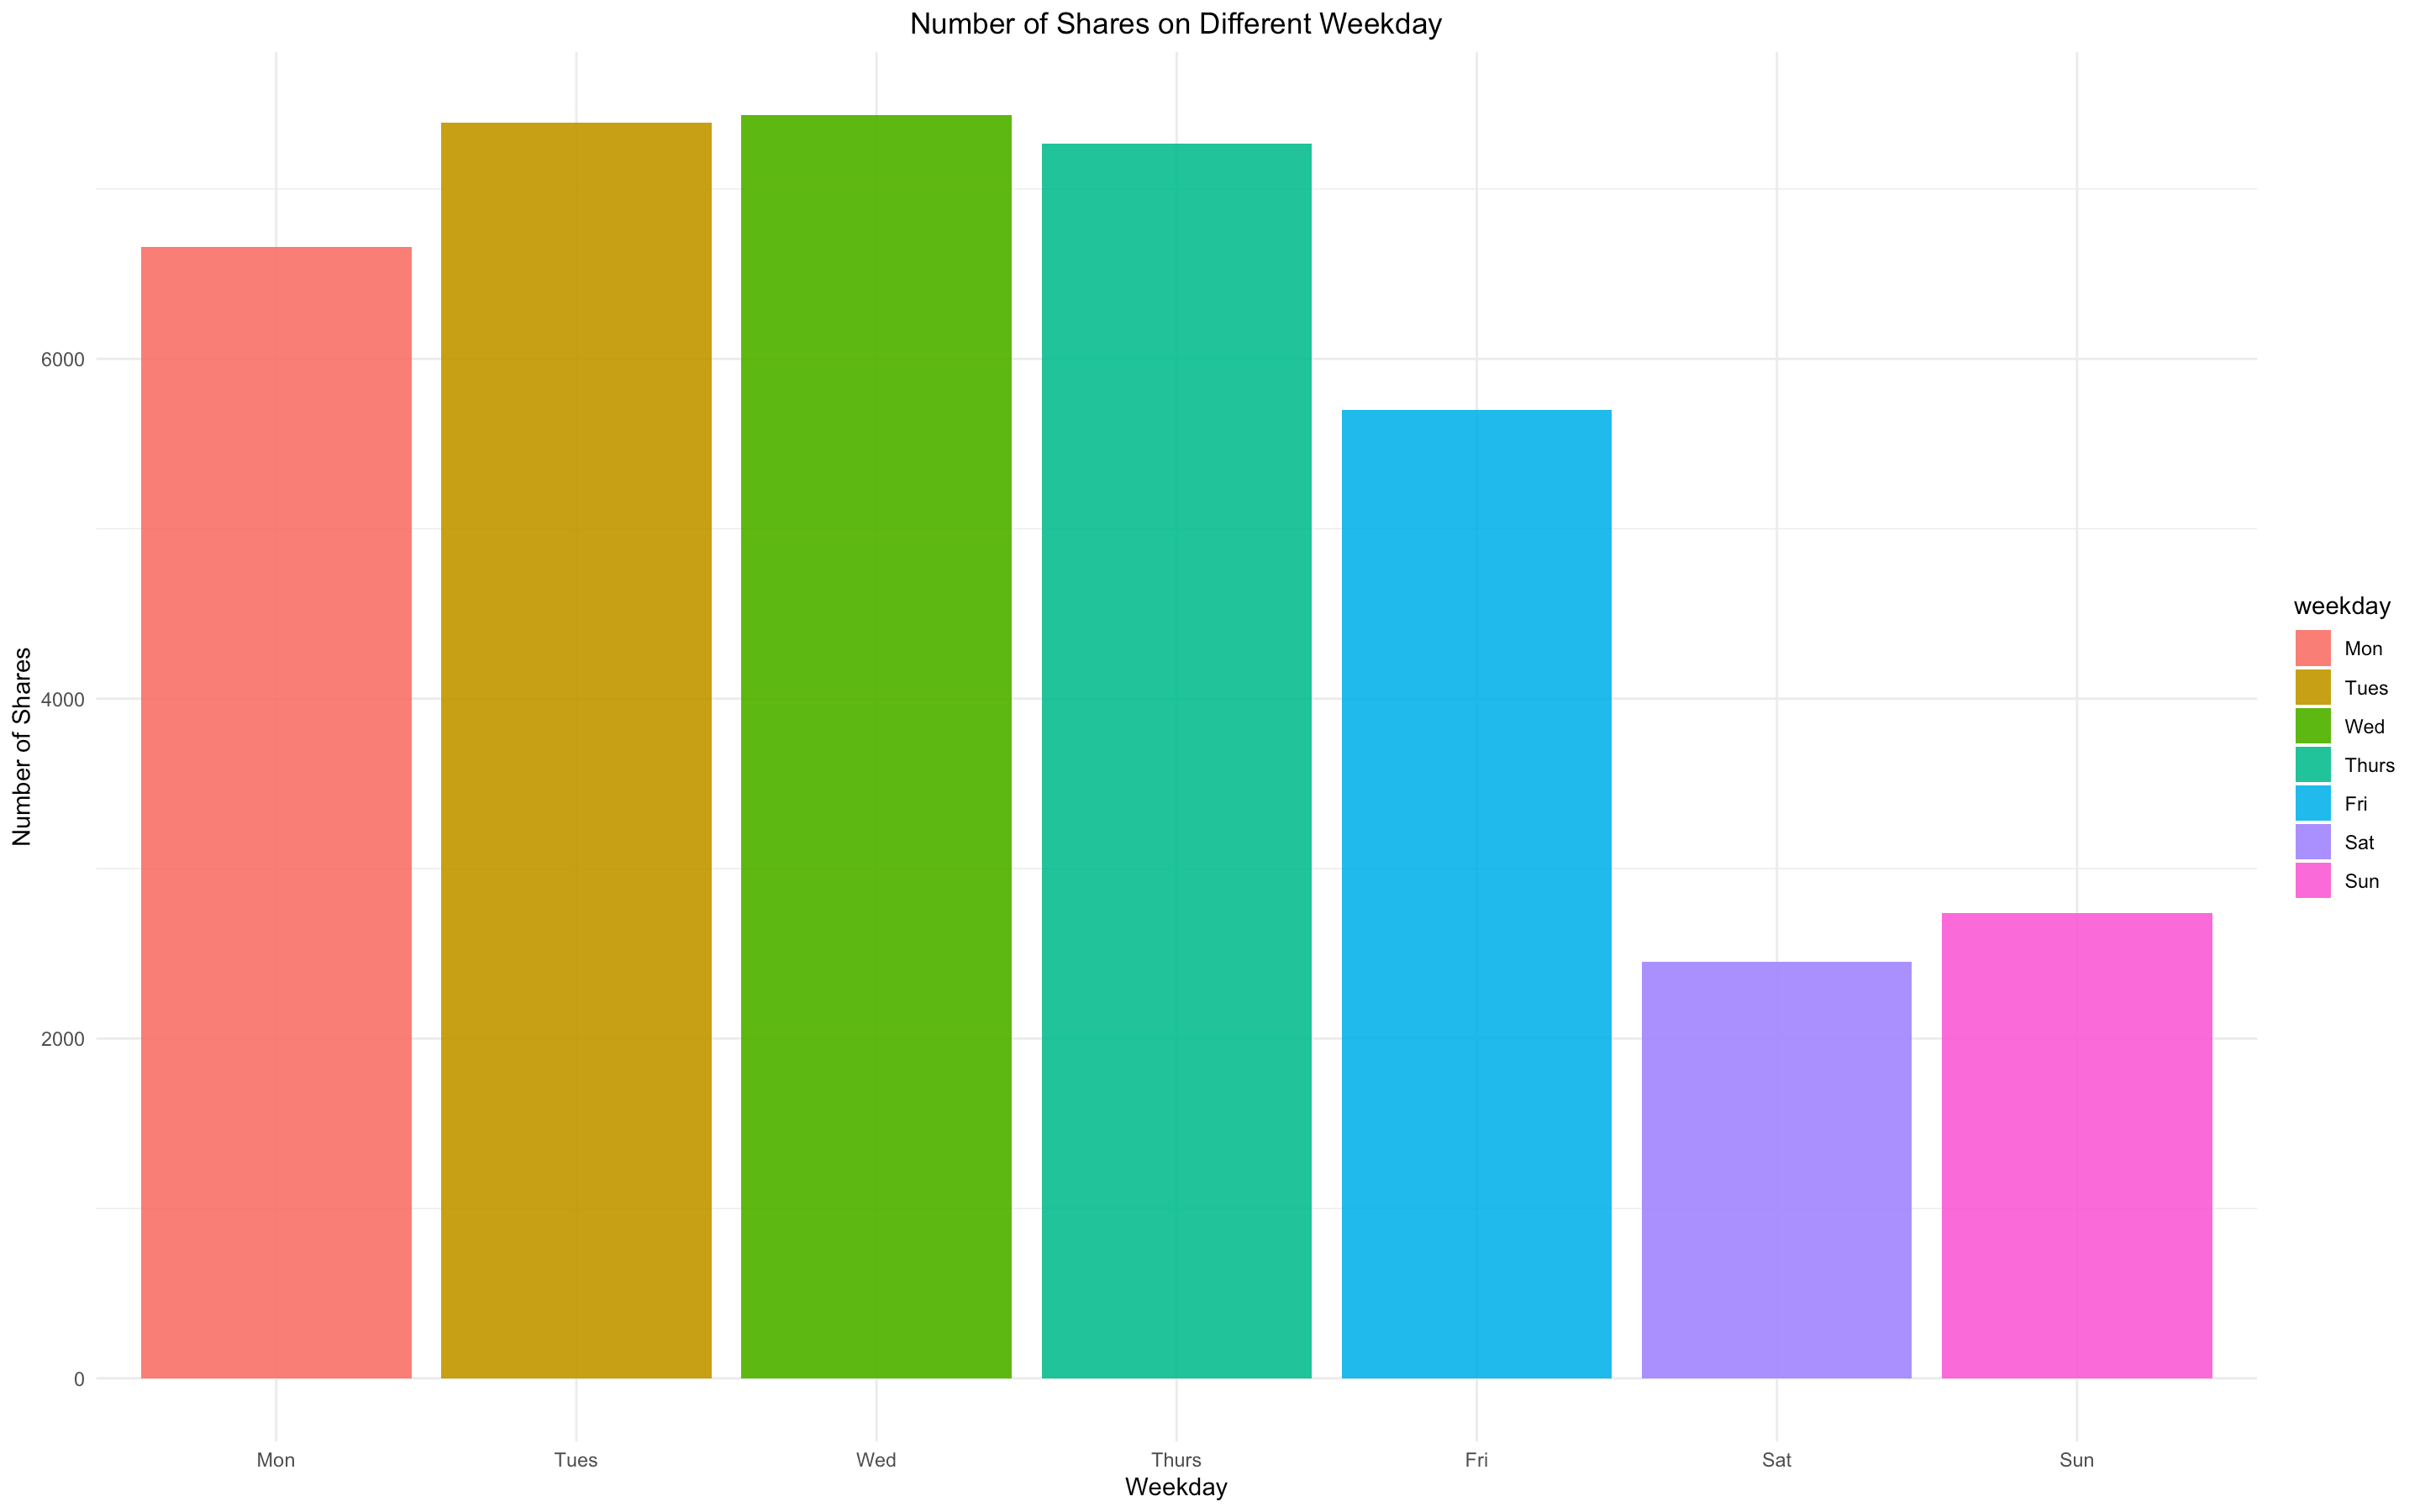 Number of Shares on Different Weekday
Number of Shares
6000
4000
2000
0
Mon Tues Wed Thurs Fri Sat Sun
Weekday
weekday
Mon
Tues
Wed
Thurs
Fri
Sat
Sun